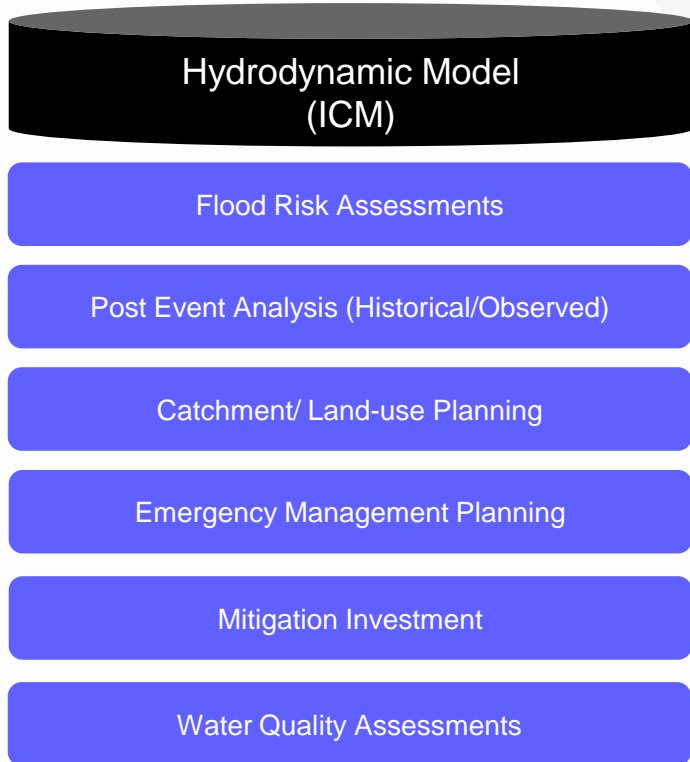 Hydrodynamic Model
(ICM)
Flood Risk Assessments
Post Event Analysis (Historical/Observed)
Catchment/ Land-use Planning
Emergency Management Planning
Mitigation Investment
Water Quality Assessments